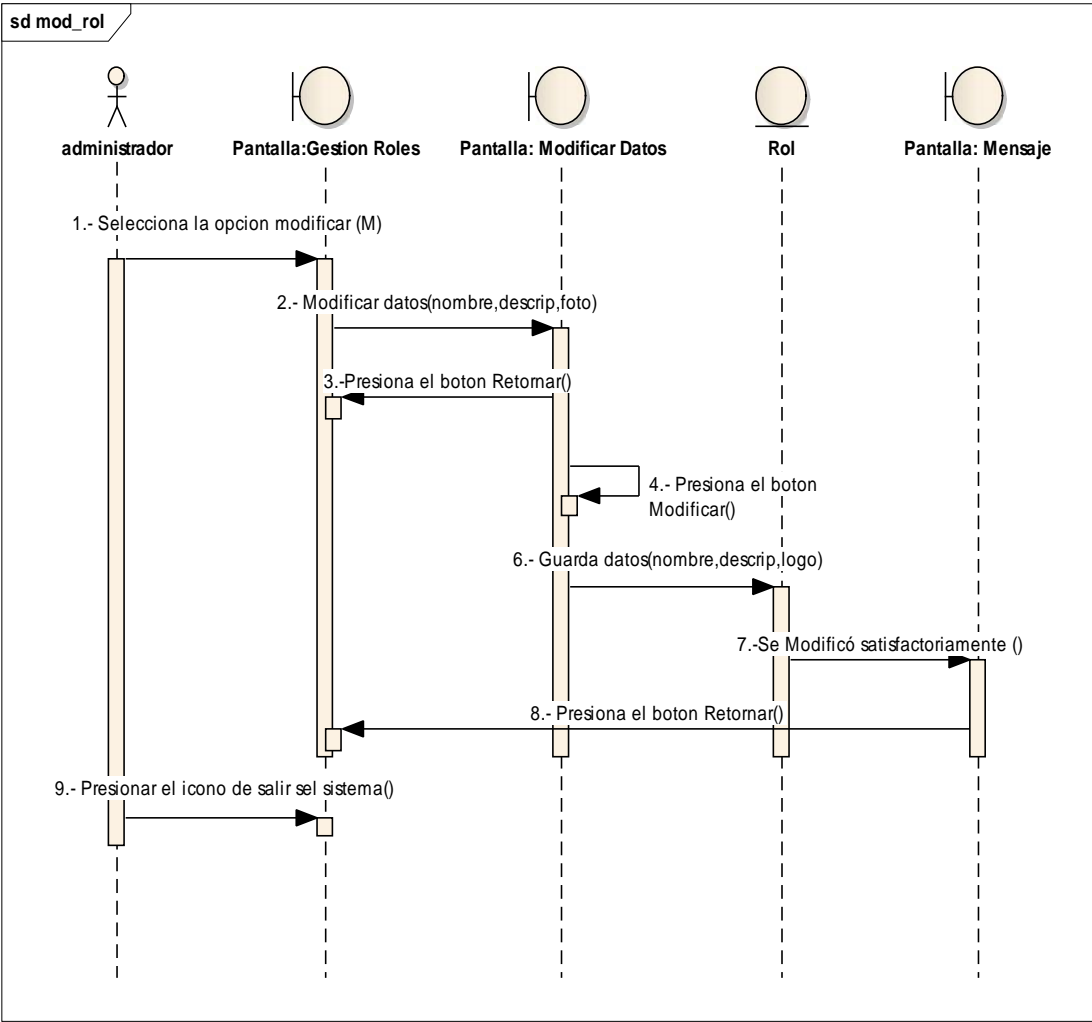 sd mod_rol
administrador
Pantalla:Gestion Roles
Pantalla: Modificar Datos
Rol
Pantalla: Mensaje
1.- Selecciona la opcion modificar (M)
2.- Modificar datos(nombre,descrip,foto)
3.-Presiona el boton Retornar()
4.- Presiona el boton
Modificar()
6.- Guarda datos(nombre,descrip,logo)
7.-Se Modificó satisfactoriamente ()
8.- Presiona el boton Retornar()
9.- Presionar el icono de salir sel sistema()